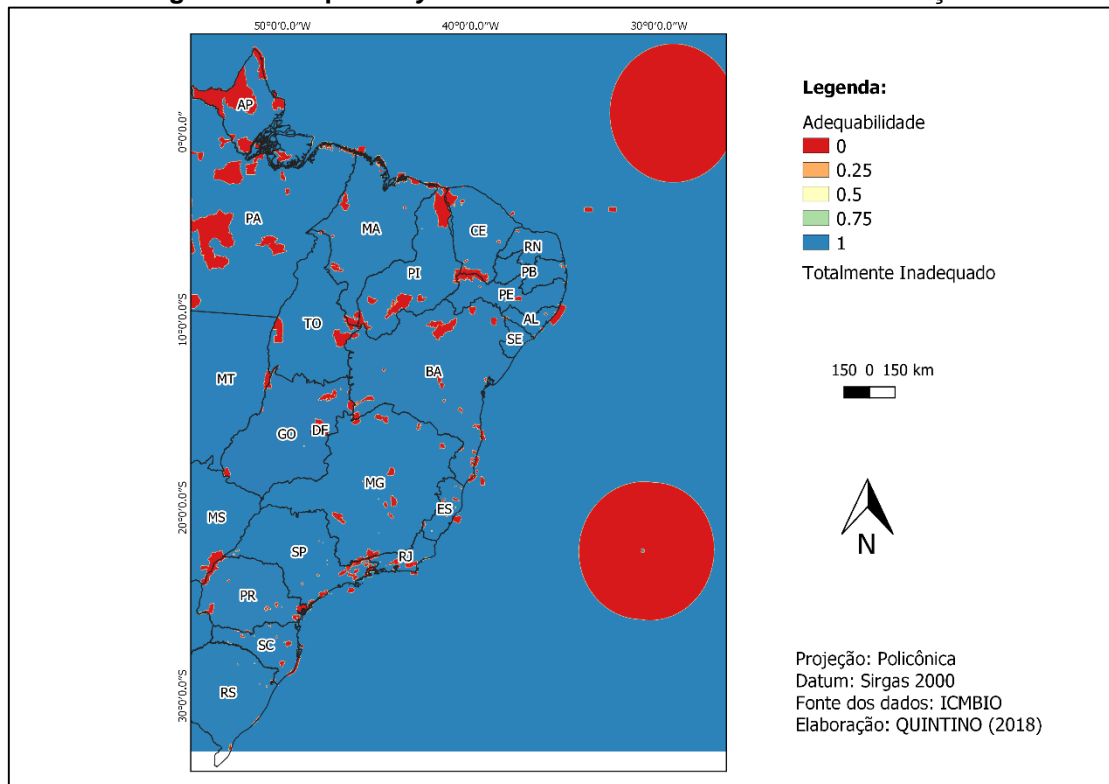 50°0'0.0"W 40°0'0.0"W 30°0'0.0"W
0°0'0.0"
10°0'0.0"S
20°0'0.0"S
30°0'0.0"S
AP
PA
MA
CE
RN
PB
PI
PE
AL
SE
TO
BA
MT
GO
DF
MG
ES
MS
SP
RJ
PR
SC
RS
Legenda:
Adequabilidade
0
0.25
0.5
0.75
1
Totalmente Inadequado
150 0 150 km
N
Projeção: Policônica
Datum: Sirgas 2000
Fonte dos dados: ICMBIO
Elaboração: QUINTINO (2018)